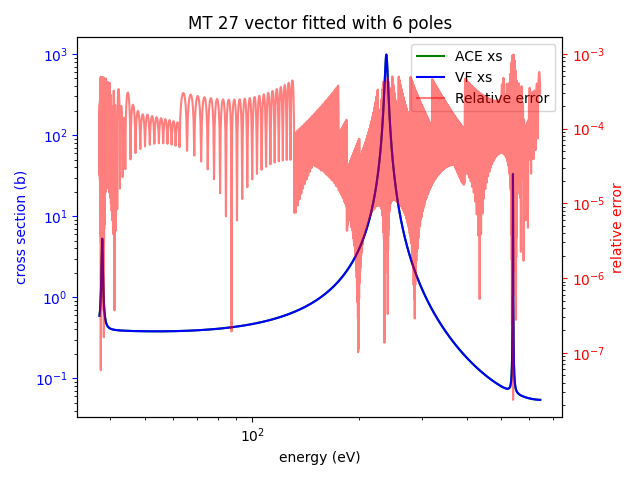 MT 27 vector fitted with 6 poles
ACE xs
VF xs
Relative error
cross section (b)
10³
10²
10¹
10⁰
10⁻¹
10⁻³
10⁻⁴
10⁻⁵
10⁻⁶
10⁻⁷
relative error
10²
energy (eV)